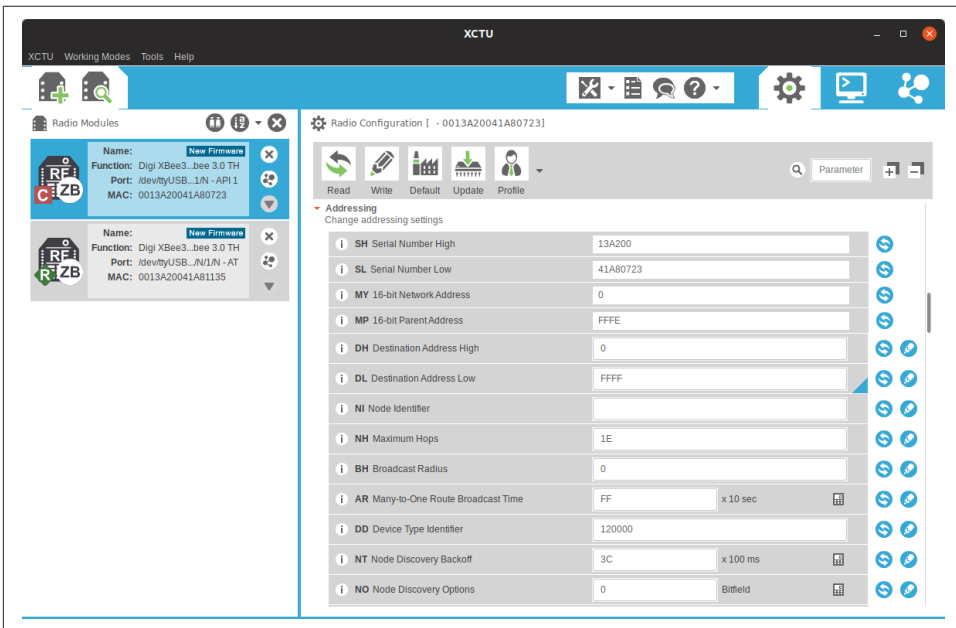 XCTU
XCTU Working Modes Tools Help
Radio Modules
Name: New Firmware
Function: Digi XBee3...bee 3.0 TH
Port: /dev/ttyUSB...1/N - API 1
MAC: 0013A20041A80723
RF
C ZB
Name: New Firmware
Function: Digi XBee3...bee 3.0 TH
Port: /dev/ttyUSB.../N/1/N - AT
MAC: 0013A20041A81135
RF
R ZB
Radio Configuration [ - 0013A20041A80723]
Read Write Default Update Profile
Parameter
Addressing
Change addressing settings
i SH Serial Number High 13A200
i SL Serial Number Low 41A80723
i MY 16-bit Network Address 0
i MP 16-bit Parent Address FFFE
i DH Destination Address High 0
i DL Destination Address Low FFFF
i NI Node Identifier
i NH Maximum Hops 1E
i BH Broadcast Radius 0
i AR Many-to-One Route Broadcast Time FF x 10 sec
i DD Device Type Identifier 120000
i NT Node Discovery Backoff 3C x 100 ms
i NO Node Discovery Options 0 Bitfield